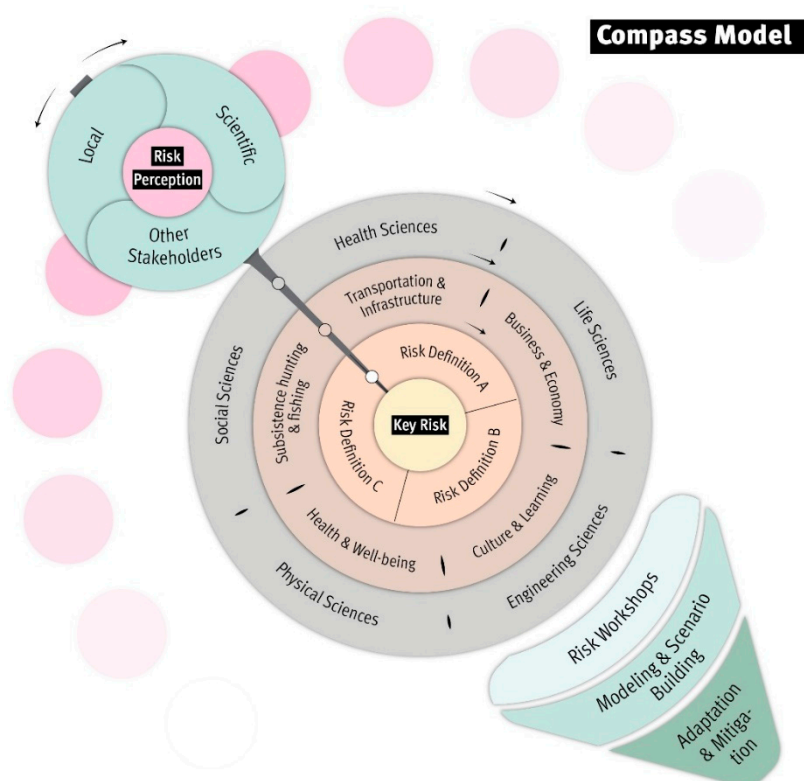 Compass Model
Local
Scientific
Risk
Perception
Other
Stakeholders
Health Sciences
Life Sciences
Engineering Sciences
Physical Sciences
Social Sciences
Transportation &
Infrastructure
Business & Economy
Culture & Learning
Health & Well-being
Subsistence hunting
& fishing
Risk Definition A
Risk Definition B
Risk Definition C
Key Risk
Risk Workshops
Modeling & Scenario
Building
Adaptation
& Mitiga-
tion